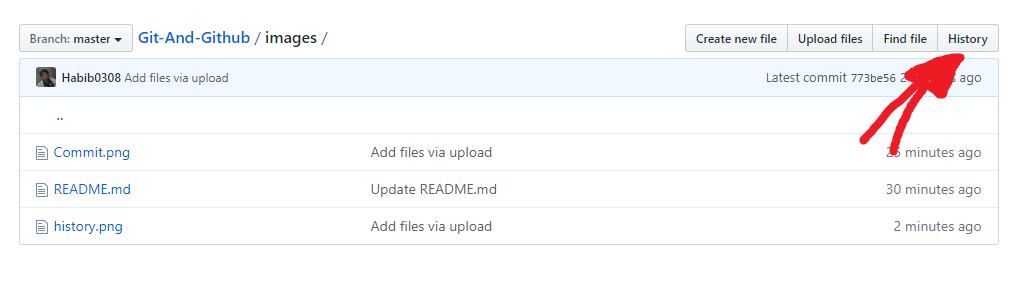 Branch: master Git-And-Github / images / Create new file Upload files Find file History
Habib0308 Add files via upload Latest commit 773be56 2 ago
..
Commit.png Add files via upload minutes ago
README.md Update README.md 30 minutes ago
history.png Add files via upload 2 minutes ago